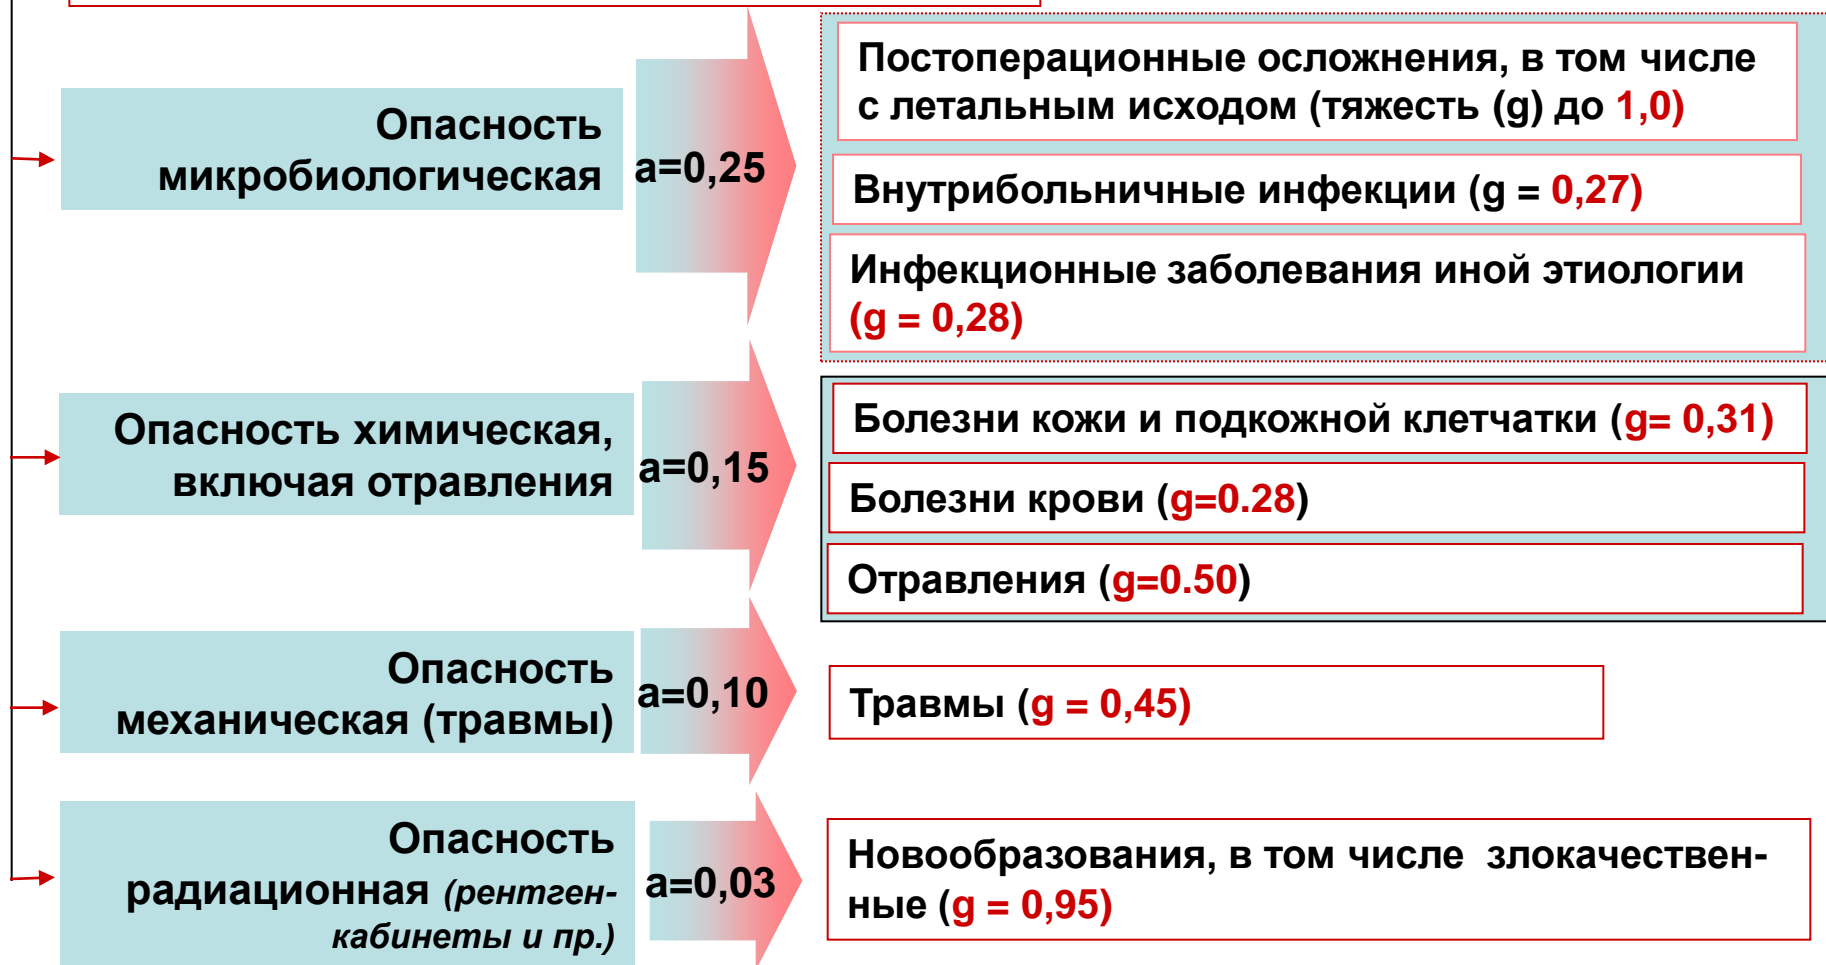 Опасность
микробиологическая
a=0,25
Постоперационные осложнения, в том числе
с летальным исходом (тяжесть (g) до 1,0)
Внутрибольничные инфекции (g = 0,27)
Инфекционные заболевания иной этиологии
(g = 0,28)
Опасность химическая,
включая отравления
a=0,15
Болезни кожи и подкожной клетчатки (g= 0,31)
Болезни крови (g=0.28)
Отравления (g=0.50)
Опасность
механическая (травмы)
a=0,10
Травмы (g = 0,45)
Опасность
радиационная (рентген-
кабинеты и пр.)
a=0,03
Новообразования, в том числе злокачествен-
ные (g = 0,95)